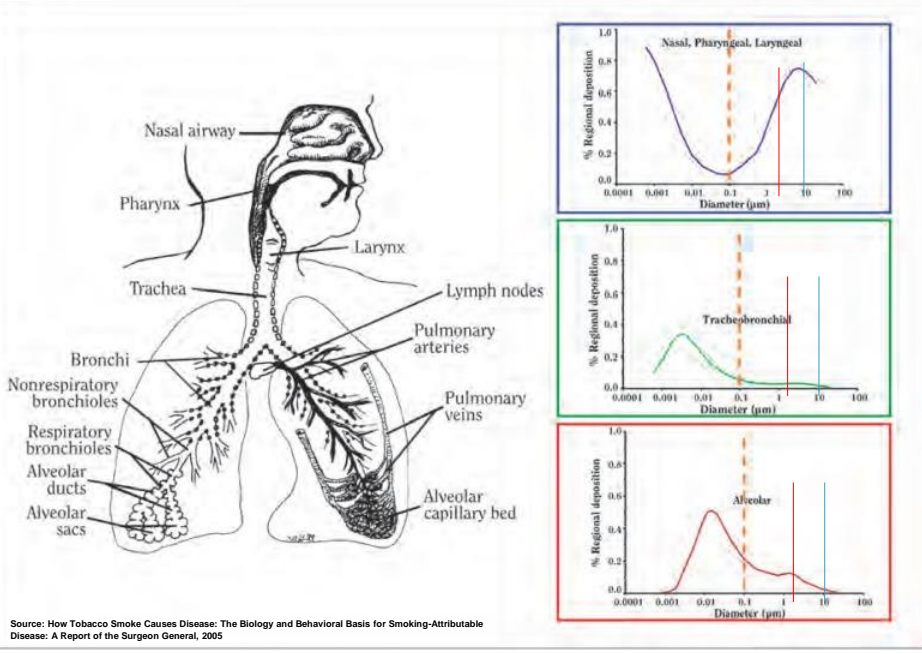 Nasal airway
Pharynx
Larynx
Trachea
Lymph nodes
Pulmonary
arteries
Bronchi
Nonrespiratory
bronchioles
Pulmonary
veins
Respiratory
bronchioles
Alveolar
ducts
Alveolar
sacs
Alveolar
capillary bed
Nasal, Pharyngeal, Laryngeal
% Regional deposition
1.0
0.8
0.6
0.4
0.2
0.0
0.0001 0.001 0.01 0.1 1 10 100
Diameter (µm)
Tracheobronchial
% Regional deposition
1.0
0.8
0.6
0.4
0.2
0.0
0.0001 0.001 0.01 0.1 1 10 100
Diameter (µm)
Alveolar
% Regional deposition
1.0
0.8
0.6
0.4
0.2
0.0
0.0001 0.001 0.01 0.1 1 10 100
Diameter (µm)
Source: How Tobacco Smoke Causes Disease: The Biology and Behavioral Basis for Smoking-Attributable
Disease: A Report of the Surgeon General, 2005